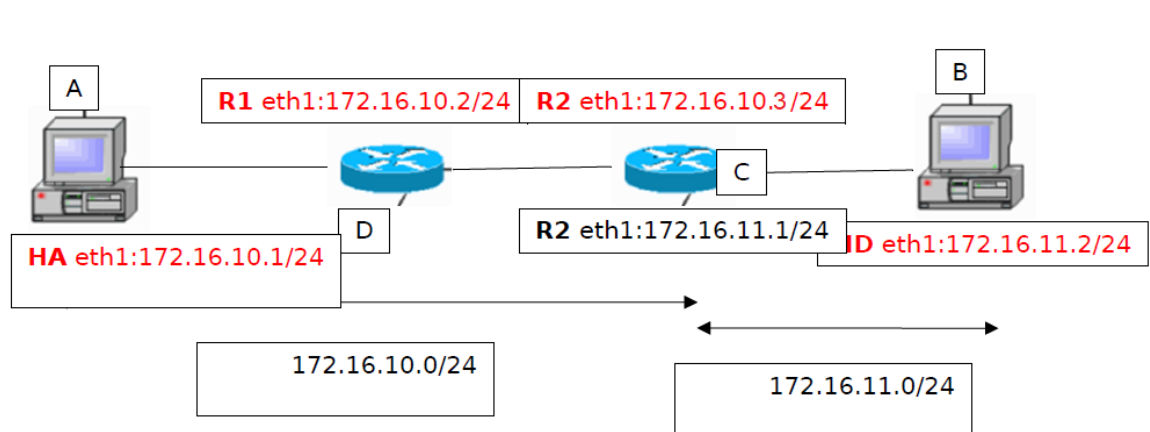 A
B
R1 eth1:172.16.10.2/24
R2 eth1:172.16.10.3/24
C
D
R2 eth1:172.16.11.1/24
D eth1:172.16.11.2/24
HA eth1:172.16.10.1/24
172.16.10.0/24
172.16.11.0/24